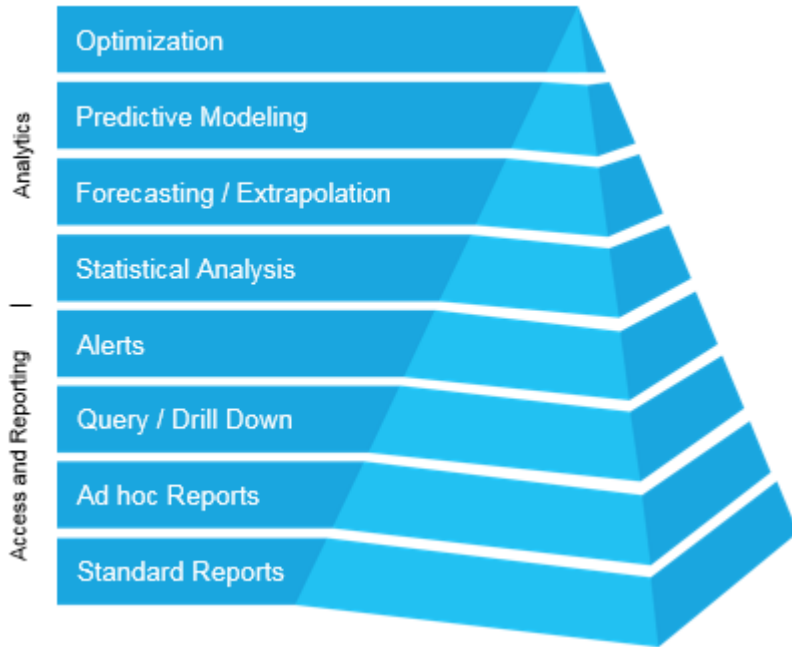 Optimization
Predictive Modeling
Forecasting / Extrapolation
Statistical Analysis
Alerts
Query / Drill Down
Ad hoc Reports
Standard Reports
Analytics
|
Access and Reporting